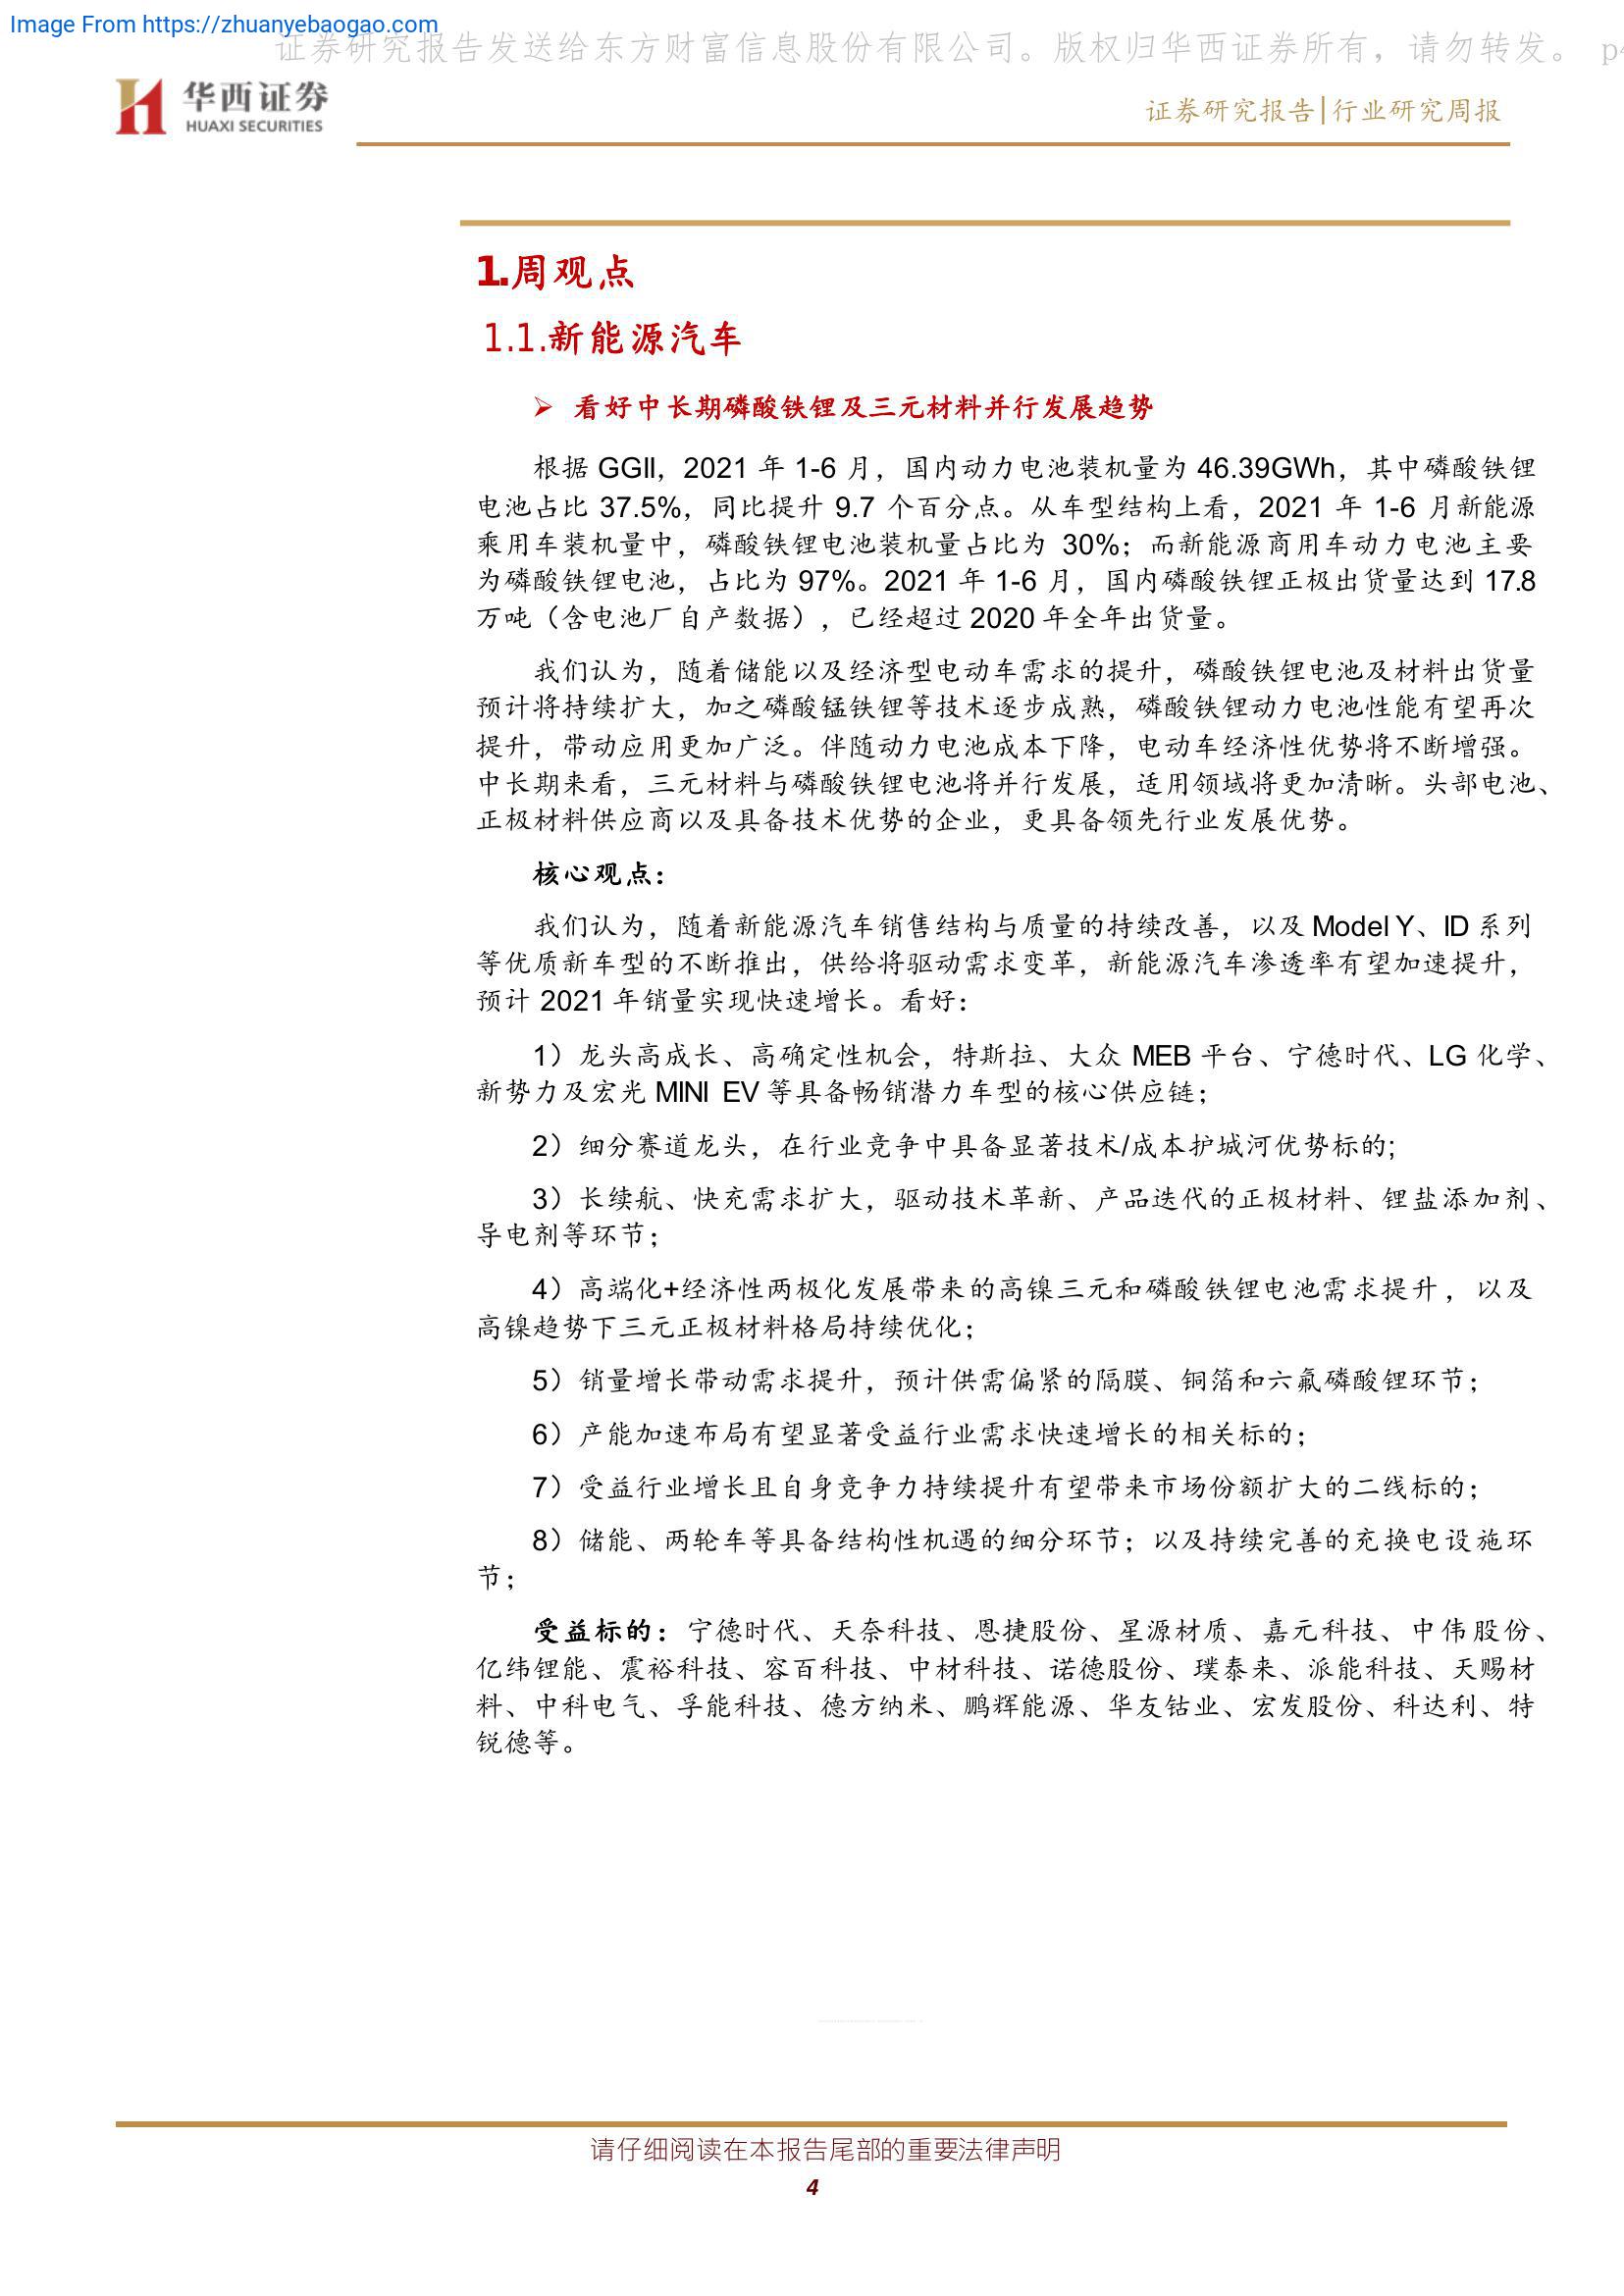 Image From https://zhuanyebaogao.com
证券研究报告发送给东方财富信息股份有限公司。版权归华西证券所有，请勿转发。 p4
华西证券
HUAXI SECURITIES
证券研究报告|行业研究周报
1.周观点
1.1.新能源汽车
➢ 看好中长期磷酸铁锂及三元材料并行发展趋势
根据 GGII，2021 年 1-6 月，国内动力电池装机量为 46.39GWh，其中磷酸铁锂
电池占比 37.5%，同比提升 9.7 个百分点。从车型结构上看，2021 年 1-6 月新能源
乘用车装机量中，磷酸铁锂电池装机量占比为 30%；而新能源商用车动力电池主要
为磷酸铁锂电池，占比为 97%。2021 年 1-6 月，国内磷酸铁锂正极出货量达到 17.8
万吨（含电池厂自产数据），已经超过 2020 年全年出货量。
我们认为，随着储能以及经济型电动车需求的提升，磷酸铁锂电池及材料出货量
预计将持续扩大，加之磷酸锰铁锂等技术逐步成熟，磷酸铁锂动力电池性能有望再次
提升，带动应用更加广泛。伴随动力电池成本下降，电动车经济性优势将不断增强。
中长期来看，三元材料与磷酸铁锂电池将并行发展，适用领域将更加清晰。头部电池、
正极材料供应商以及具备技术优势的企业，更具备领先行业发展优势。
核心观点：
我们认为，随着新能源汽车销售结构与质量的持续改善，以及 Model Y、ID 系列
等优质新车型的不断推出，供给将驱动需求变革，新能源汽车渗透率有望加速提升，
预计 2021 年销量实现快速增长。看好：
1）龙头高成长、高确定性机会，特斯拉、大众 MEB 平台、宁德时代、LG 化学、
新势力及宏光 MINI EV 等具备畅销潜力车型的核心供应链；
2）细分赛道龙头，在行业竞争中具备显著技术/成本护城河优势标的;
3）长续航、快充需求扩大，驱动技术革新、产品迭代的正极材料、锂盐添加剂、
导电剂等环节；
4）高端化+经济性两极化发展带来的高镍三元和磷酸铁锂电池需求提升，以及
高镍趋势下三元正极材料格局持续优化；
5）销量增长带动需求提升，预计供需偏紧的隔膜、铜箔和六氟磷酸锂环节；
6）产能加速布局有望显著受益行业需求快速增长的相关标的；
7）受益行业增长且自身竞争力持续提升有望带来市场份额扩大的二线标的；
8）储能、两轮车等具备结构性机遇的细分环节；以及持续完善的充换电设施环
节；
受益标的：宁德时代、天奈科技、恩捷股份、星源材质、嘉元科技、中伟股份、
亿纬锂能、震裕科技、容百科技、中材科技、诺德股份、璞泰来、派能科技、天赐材
料、中科电气、孚能科技、德方纳米、鹏辉能源、华友钴业、宏发股份、科达利、特
锐德等。
请仔细阅读在本报告尾部的重要法律声明
4